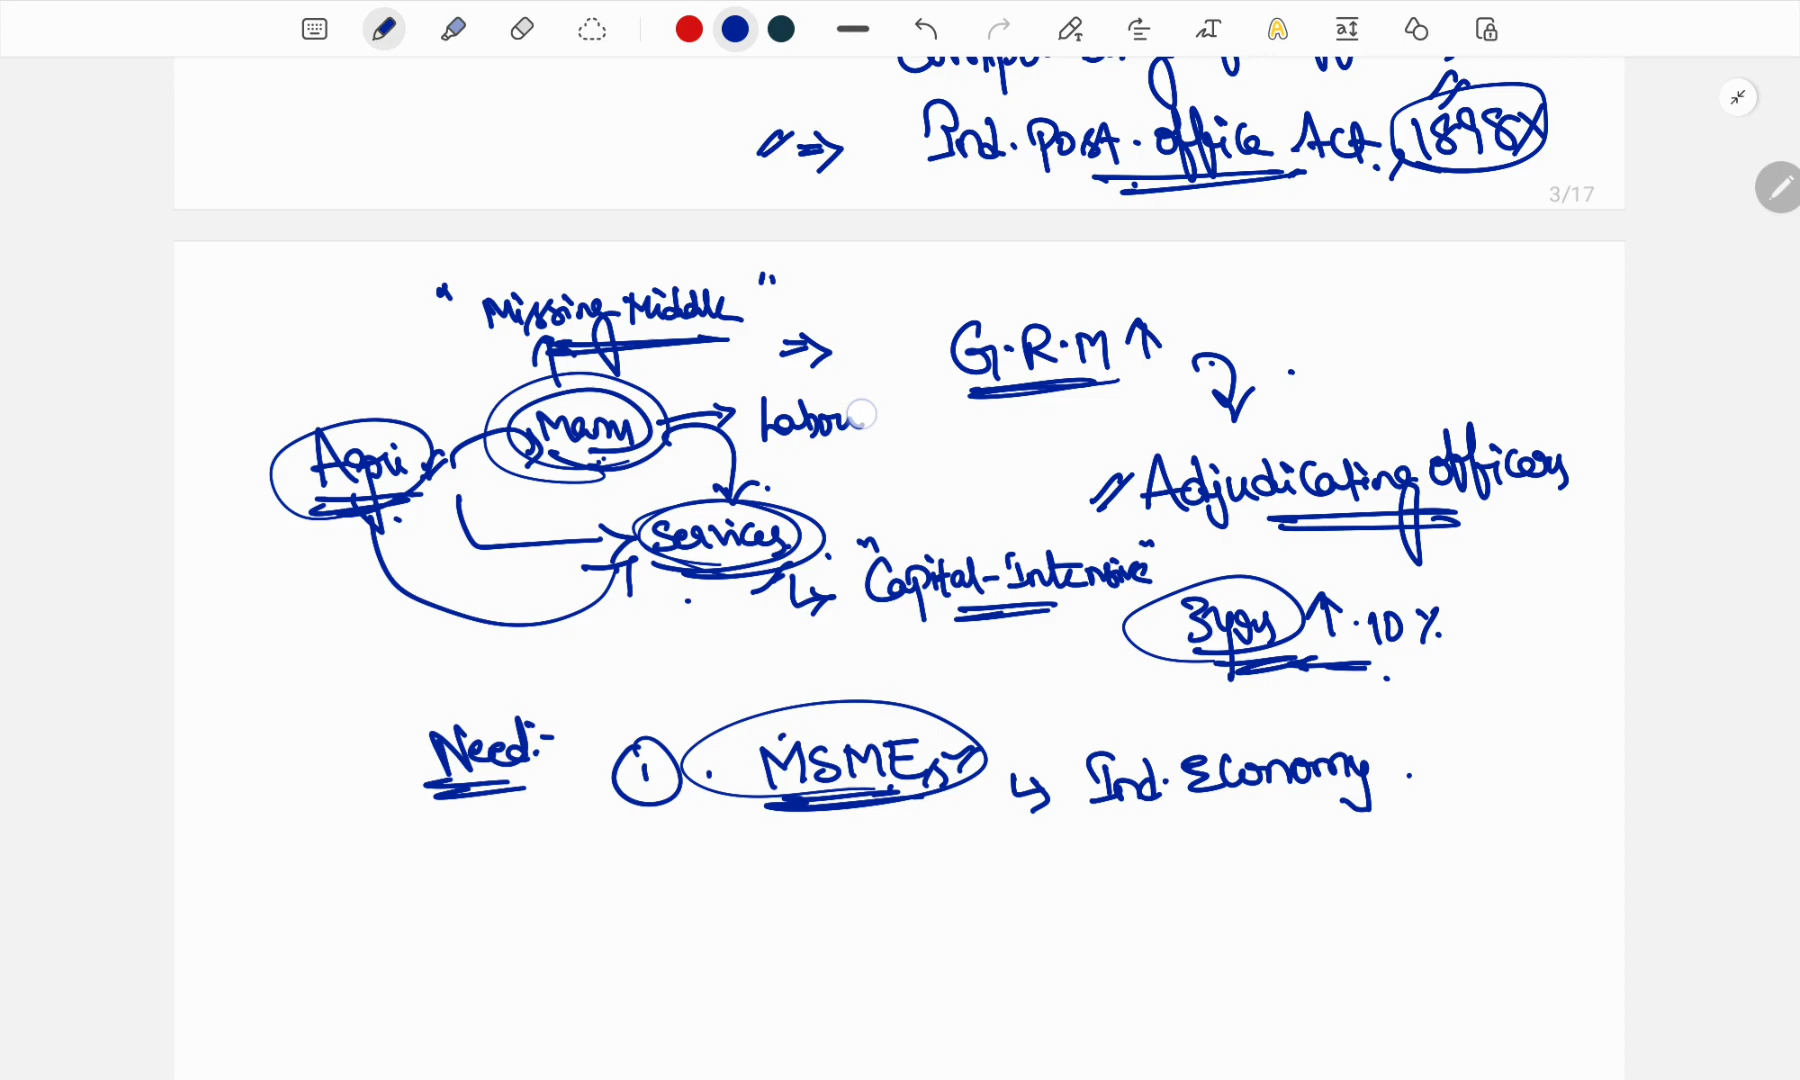 ⇒ Ind. Post. office Act, 1898
3/17
"Missing Middle" ⇒ G.R.M ↑
Manu → Labou
Agri
Adjudicating officers
Services
↳ "Capital-Intensive"
3yrs ↑ 10%
Need:- ① MSMEs ↳ Ind. Economy.